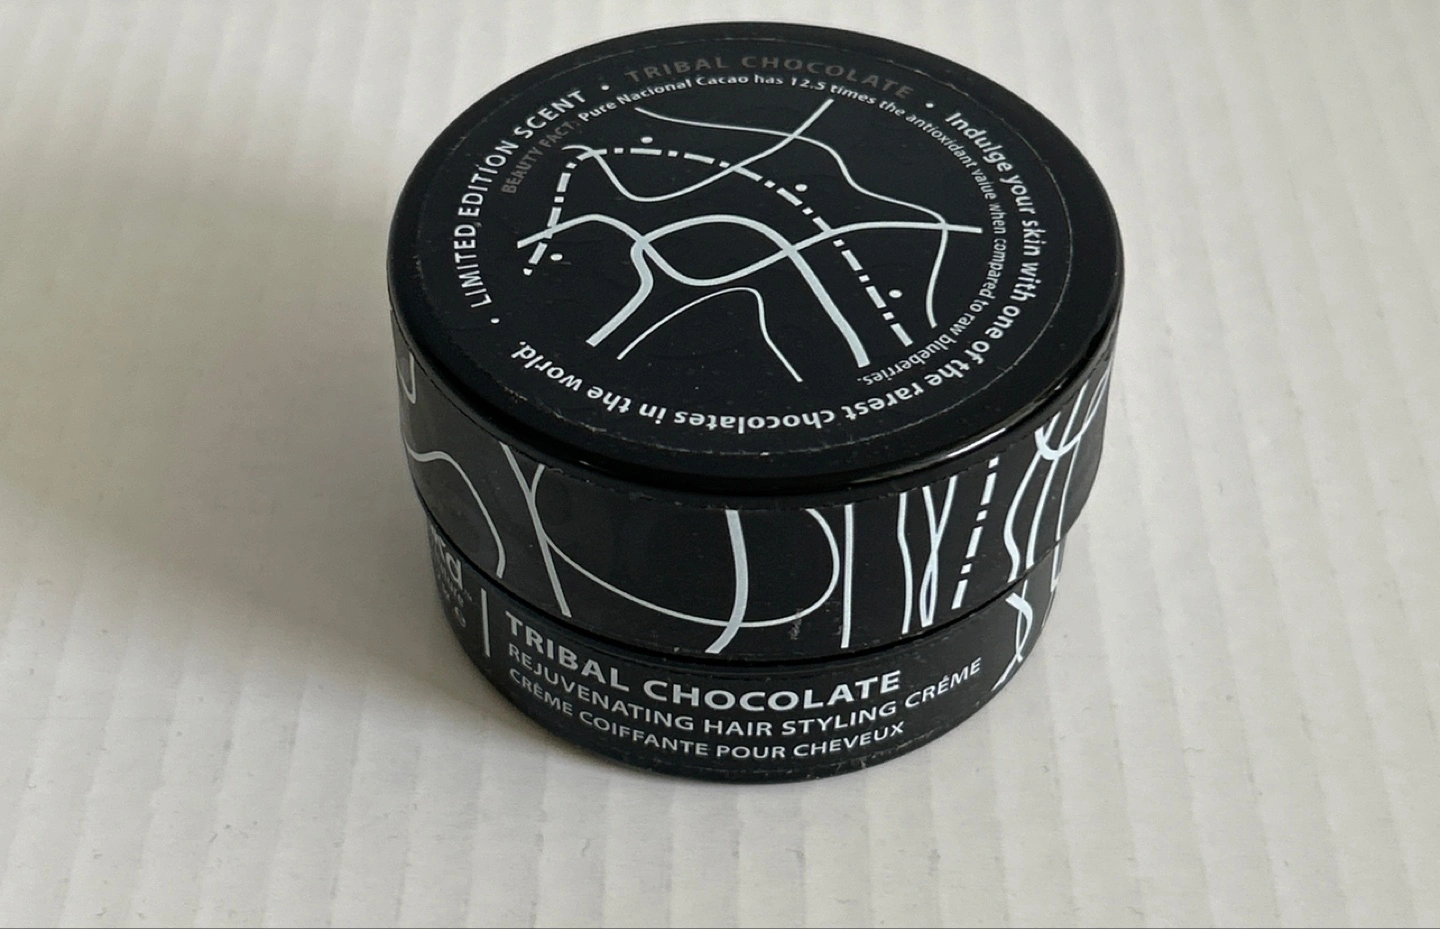 • LIMITED EDITION SCENT • TRIBAL CHOCOLATE • Indulge your skin with one of the rarest chocolates in the world.
BEAUTY FACT: Pure Nacional Cacao has 12.5 times the antioxidant value when compared to raw blueberries.
TRIBAL CHOCOLATE
REJUVENATING HAIR STYLING CRÉME
CRÈME COIFFANTE POUR CHEVEUX